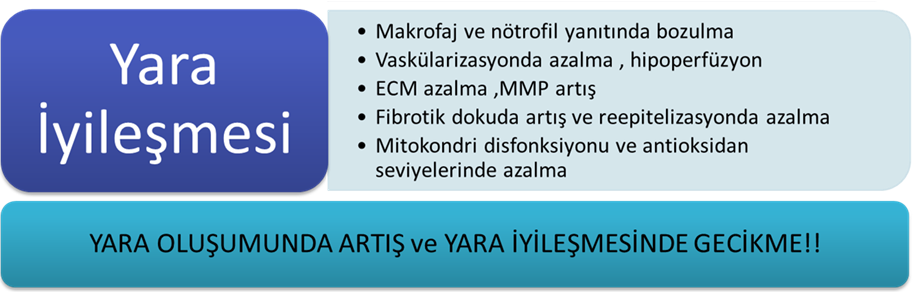 Yara
İyileşmesi
• Makrofaj ve nötrofil yanıtında bozulma
• Vaskülarizasyonda azalma , hipoperfüzyon
• ECM azalma ,MMP artış
• Fibrotik dokuda artış ve reepitelizasyonda azalma
• Mitokondri disfonksiyonu ve antioksidan
seviyelerinde azalma
YARA OLUŞUMUNDA ARTIŞ ve YARA İYİLEŞMESİNDE GECİKME!!